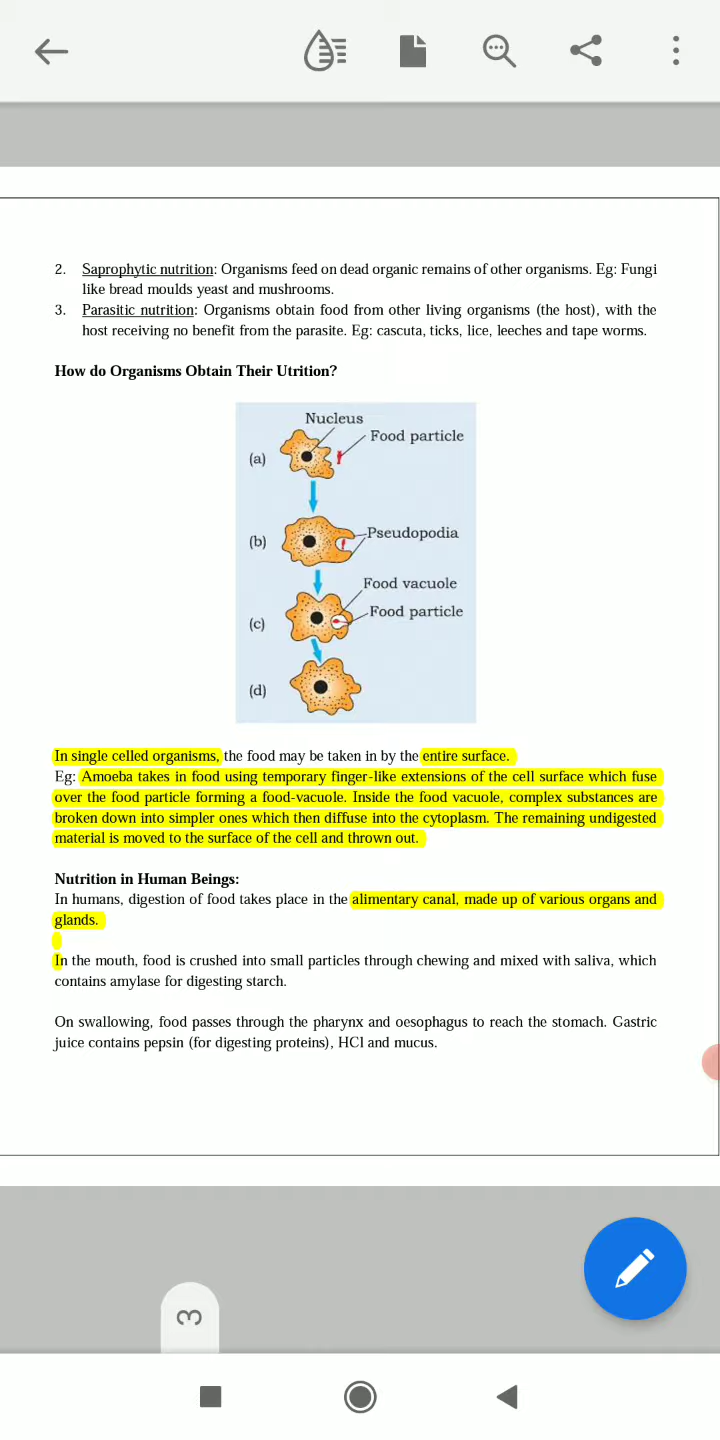 2. Saprophytic nutrition: Organisms feed on dead organic remains of other organisms. Eg: Fungi
like bread moulds yeast and mushrooms.
3. Parasitic nutrition: Organisms obtain food from other living organisms (the host), with the
host receiving no benefit from the parasite. Eg: cascuta, ticks, lice, leeches and tape worms.
How do Organisms Obtain Their Utrition?
Nucleus
Food particle
(a)
(b)
Pseudopodia
Food vacuole
Food particle
(c)
(d)
In single celled organisms, the food may be taken in by the entire surface.
Eg: Amoeba takes in food using temporary finger-like extensions of the cell surface which fuse
over the food particle forming a food-vacuole. Inside the food vacuole, complex substances are
broken down into simpler ones which then diffuse into the cytoplasm. The remaining undigested
material is moved to the surface of the cell and thrown out.
Nutrition in Human Beings:
In humans, digestion of food takes place in the alimentary canal, made up of various organs and
glands.
In the mouth, food is crushed into small particles through chewing and mixed with saliva, which
contains amylase for digesting starch.
On swallowing, food passes through the pharynx and oesophagus to reach the stomach. Gastric
juice contains pepsin (for digesting proteins), HCl and mucus.
3